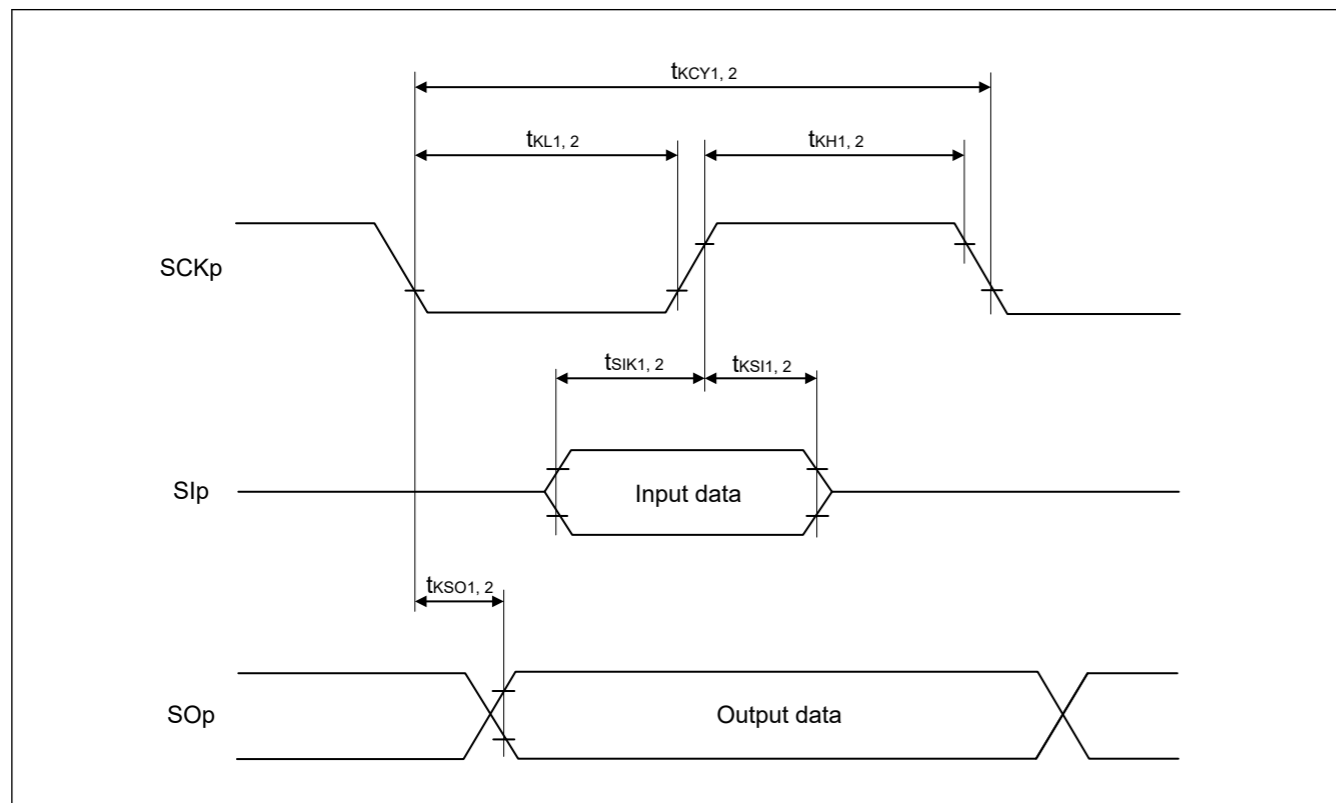 tKCY1, 2
tKL1, 2
tKH1, 2
SCKp
tSIK1, 2
tKSI1, 2
SIp
Input data
tKSO1, 2
SOp
Output data